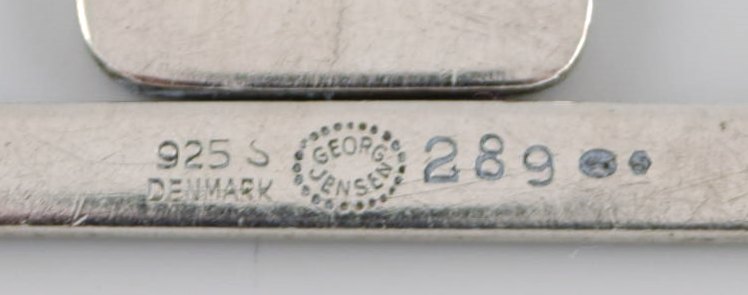 925 S
DENMARK
GEORG
JENSEN
289